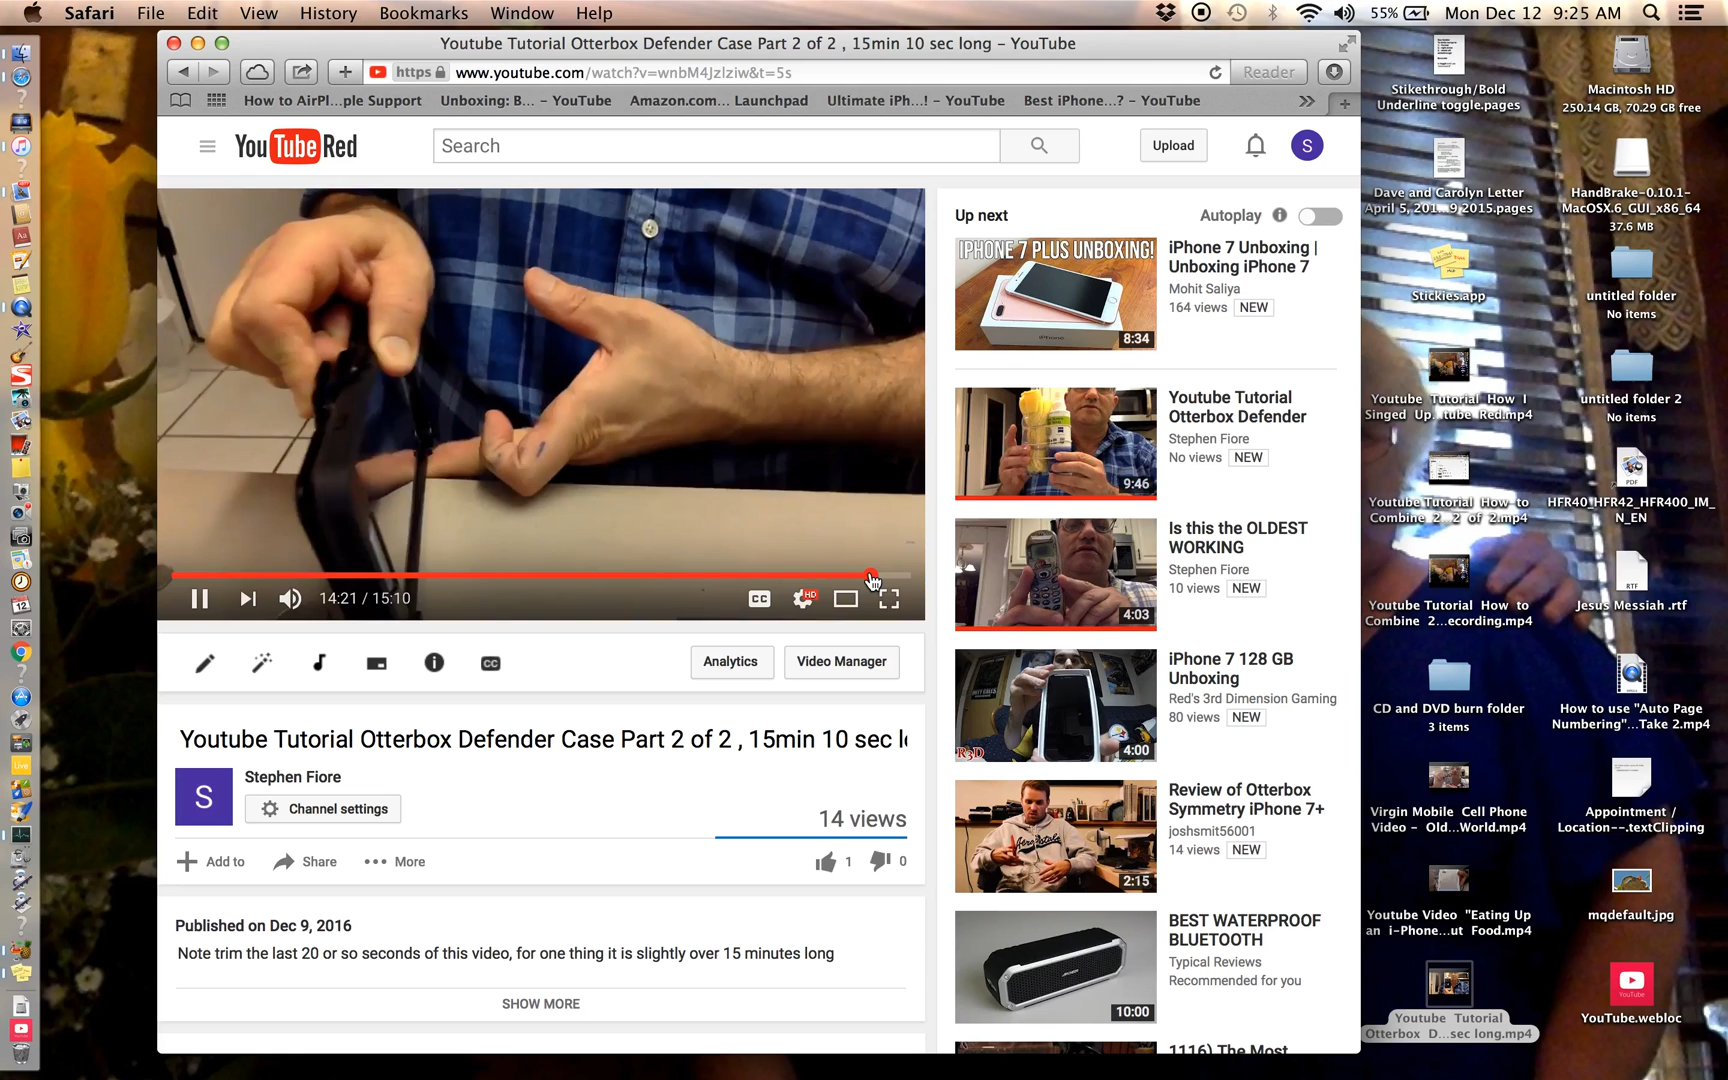 Safari File Edit View History Bookmarks Window Help
55% Mon Dec 12 9:25 AM
Youtube Tutorial Otterbox Defender Case Part 2 of 2 , 15min 10 sec long – YouTube
https www.youtube.com/watch?v=wnbM4Jzlziw&t=5s
Reader
How to AirPl...ple Support Unboxing: B... – YouTube Amazon.com... Launchpad Ultimate iPh...! – YouTube Best iPhone...? – YouTube
YouTube Red
Search
Upload
S
14:21 / 15:10
CC
HD
CC
Analytics
Video Manager
Youtube Tutorial Otterbox Defender Case Part 2 of 2 , 15min 10 sec
S
Stephen Fiore
Channel settings
14 views
Add to Share More
1 0
Published on Dec 9, 2016
Note trim the last 20 or so seconds of this video, for one thing it is slightly over 15 minutes long
SHOW MORE
Up next
Autoplay
IPHONE 7 PLUS UNBOXING!
iPhone
8:34
iPhone 7 Unboxing |
Unboxing iPhone 7
Mohit Saliya
164 views NEW
9:46
Youtube Tutorial
Otterbox Defender
Stephen Fiore
No views NEW
4:03
Is this the OLDEST
WORKING
Stephen Fiore
10 views NEW
R3D
4:00
iPhone 7 128 GB
Unboxing
Red's 3rd Dimension Gaming
80 views NEW
2:15
Review of Otterbox
Symmetry iPhone 7+
joshsmit56001
14 views NEW
10:00
BEST WATERPROOF
BLUETOOTH
Typical Reviews
Recommended for you
1116) The Most
Stikethrough/Bold
Underline toggle.pages
Macintosh HD
250.14 GB, 70.29 GB free
Dave and Carolyn Letter
April 5, 201...9 2015.pages
HandBrake-0.10.1-
MacOSX.6_GUI_x86_64
37.6 MB
Stickies.app
untitled folder
No items
Youtube Tutorial How I
Singed Up...tube Red.mp4
untitled folder 2
No items
Youtube Tutorial How to
Combine 2...2 of 2.mp4
PDF
HFR40_HFR42_HFR400_IM_
N_EN
Youtube Tutorial How to
Combine 2...ecording.mp4
RTF
Jesus Messiah .rtf
CD and DVD burn folder
3 items
How to use "Auto Page
Numbering"...Take 2.mp4
Virgin Mobile Cell Phone
Video – Old...World.mp4
Appointment /
Location--.textClipping
Youtube Video "Eating Up
an i-Phone...ut Food.mp4
mqdefault.jpg
Youtube Tutorial
Otterbox D...sec long.mp4
YouTube
YouTube.webloc